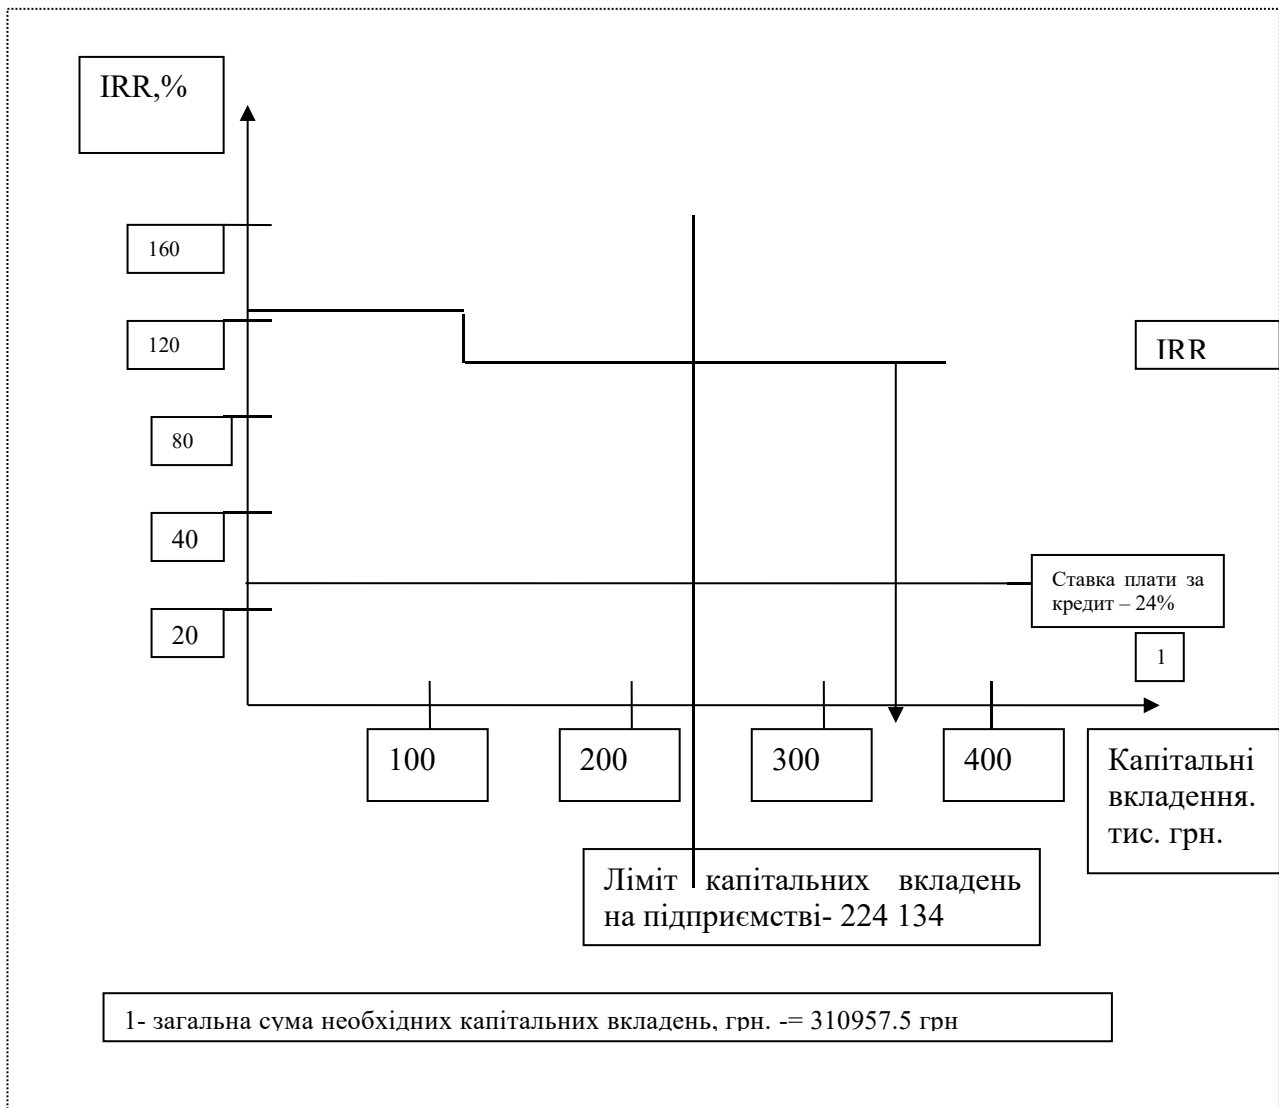 IRR,%
160
120
IRR
80
40
Ставка плати за
кредит – 24%
20
1
100
200
300
400
Капітальні
вкладення.
тис. грн.
Ліміт капітальних вкладень
на підприємстві- 224 134
1- загальна сума необхідних капітальних вкладень, грн. -= 310957.5 грн